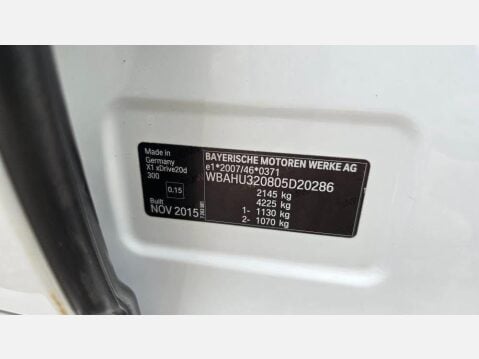 Made in
Germany
X1 xDrive20d
300
0,15
Built
NOV 2015
BAYERISCHE MOTOREN WERKE AG
e1*2007/46*0371
WBAHU320805D20286
2145 kg
4225 kg
1- 1130 kg
2- 1070 kg